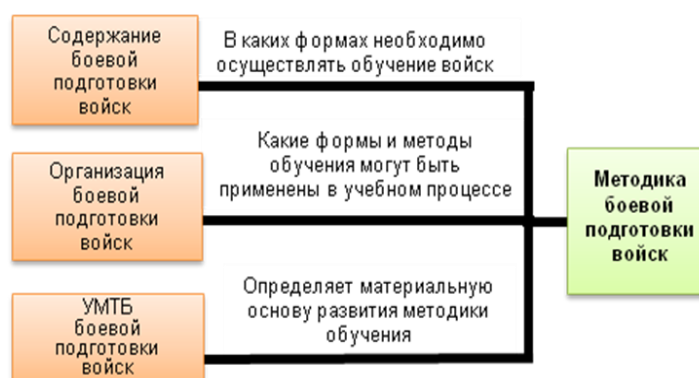 Содержание
боевой
подготовки
войск
В каких формах необходимо
осуществлять обучение войск
Организация
боевой
подготовки
войск
Какие формы и методы
обучения могут быть
применены в учебном процессе
УМТБ
боевой
подготовки
войск
Определяет материальную
основу развития методики
обучения
Методика
боевой
подготовки
войск